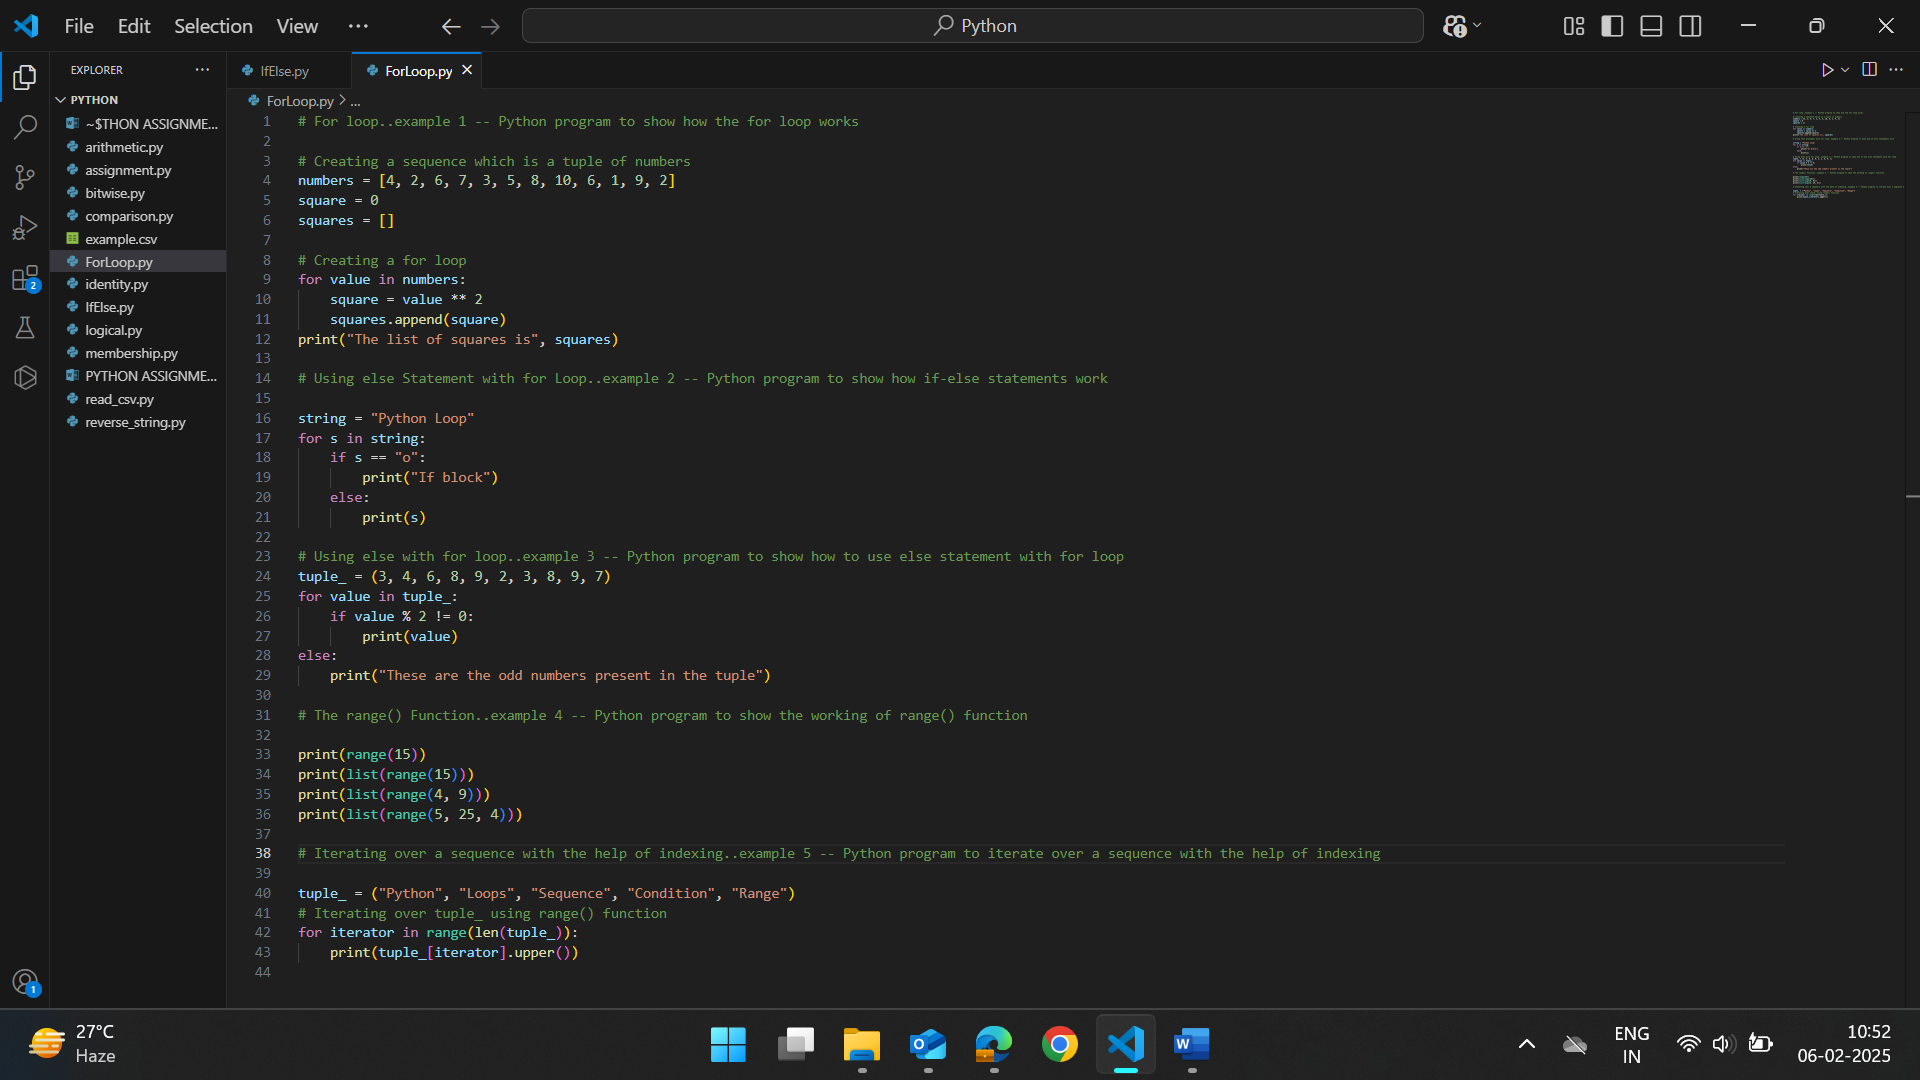 File Edit Selection View ···
Python
EXPLORER ···
PYTHON
~$THON ASSIGNME...
arithmetic.py
assignment.py
bitwise.py
comparison.py
example.csv
ForLoop.py
identity.py
IfElse.py
logical.py
membership.py
PYTHON ASSIGNME...
read_csv.py
reverse_string.py
2
1
IfElse.py
ForLoop.py
ForLoop.py > ...
1 # For loop..example 1 -- Python program to show how the for loop works
2
3 # Creating a sequence which is a tuple of numbers
4 numbers = [4, 2, 6, 7, 3, 5, 8, 10, 6, 1, 9, 2]
5 square = 0
6 squares = []
7
8 # Creating a for loop
9 for value in numbers:
10     square = value ** 2
11     squares.append(square)
12 print("The list of squares is", squares)
13
14 # Using else Statement with for Loop..example 2 -- Python program to show how if-else statements work
15
16 string = "Python Loop"
17 for s in string:
18     if s == "o":
19         print("If block")
20     else:
21         print(s)
22
23 # Using else with for loop..example 3 -- Python program to show how to use else statement with for loop
24 tuple_ = (3, 4, 6, 8, 9, 2, 3, 8, 9, 7)
25 for value in tuple_:
26     if value % 2 != 0:
27         print(value)
28 else:
29     print("These are the odd numbers present in the tuple")
30
31 # The range() Function..example 4 -- Python program to show the working of range() function
32
33 print(range(15))
34 print(list(range(15)))
35 print(list(range(4, 9)))
36 print(list(range(5, 25, 4)))
37
38 # Iterating over a sequence with the help of indexing..example 5 -- Python program to iterate over a sequence with the help of indexing
39
40 tuple_ = ("Python", "Loops", "Sequence", "Condition", "Range")
41 # Iterating over tuple_ using range() function
42 for iterator in range(len(tuple_)):
43     print(tuple_[iterator].upper())
44
27°C
Haze
ENG
IN
10:52
06-02-2025